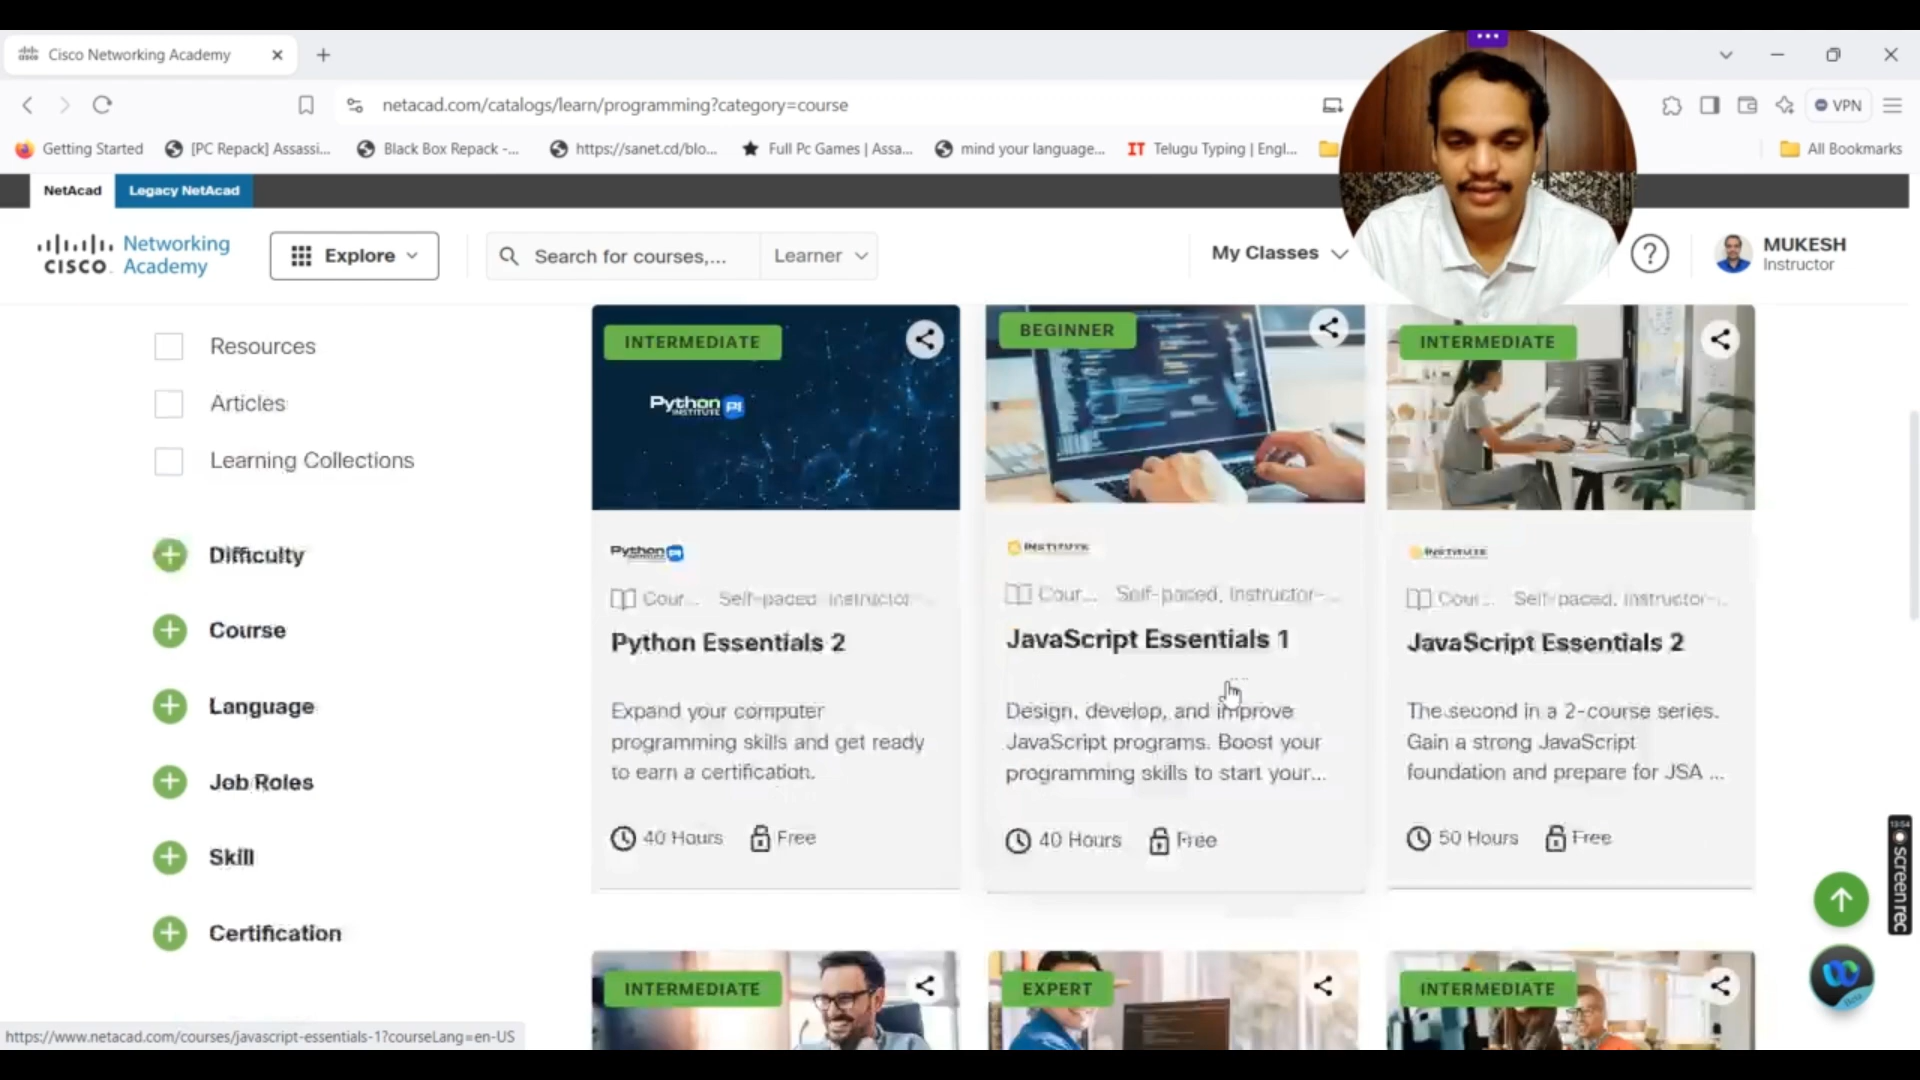 Cisco Networking Academy
netacad.com/catalogs/learn/programming?category=course
VPN
Getting Started
[PC Repack] Assassi...
Black Box Repack -...
https://sanet.cd/blo...
Full Pc Games | Assa...
mind your language...
IT Telugu Typing | Engl...
All Bookmarks
NetAcad
Legacy NetAcad
CISCO Networking Academy
Explore
Search for courses,...
Learner
My Classes
?
MUKESH
Instructor
Resources
Articles
Learning Collections
Difficulty
Course
Language
Job Roles
Skill
Certification
INTERMEDIATE
Python INSTITUTE PI
Python
Cour...
Self-paced, Instructor-...
Python Essentials 2
Expand your computer
programming skills and get ready
to earn a certification.
40 Hours
Free
BEGINNER
INSTITUTE
Cour...
Self-paced, Instructor-...
JavaScript Essentials 1
Design, develop, and improve
JavaScript programs. Boost your
programming skills to start your...
40 Hours
Free
INTERMEDIATE
INSTITUTE
Cour...
Self-paced, Instructor-...
JavaScript Essentials 2
The second in a 2-course series.
Gain a strong JavaScript
foundation and prepare for JSA ...
50 Hours
Free
INTERMEDIATE
EXPERT
INTERMEDIATE
screenrec
https://www.netacad.com/courses/javascript-essentials-1?courseLang=en-US